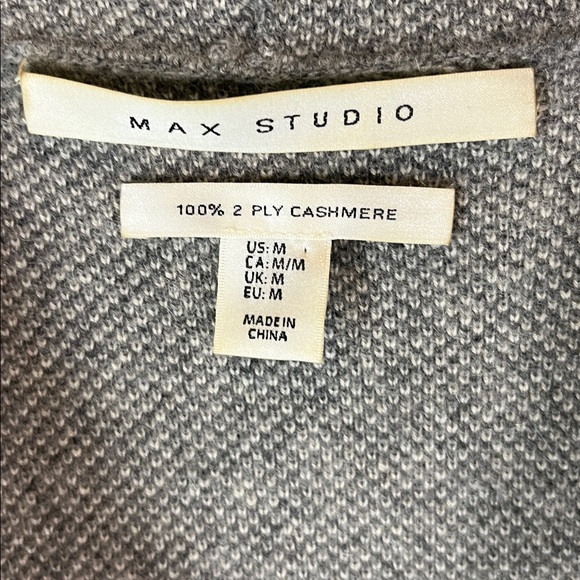 MAX STUDIO
100% 2 PLY CASHMERE
US: M
CA: M/M
UK: M
EU: M
MADE IN
CHINA